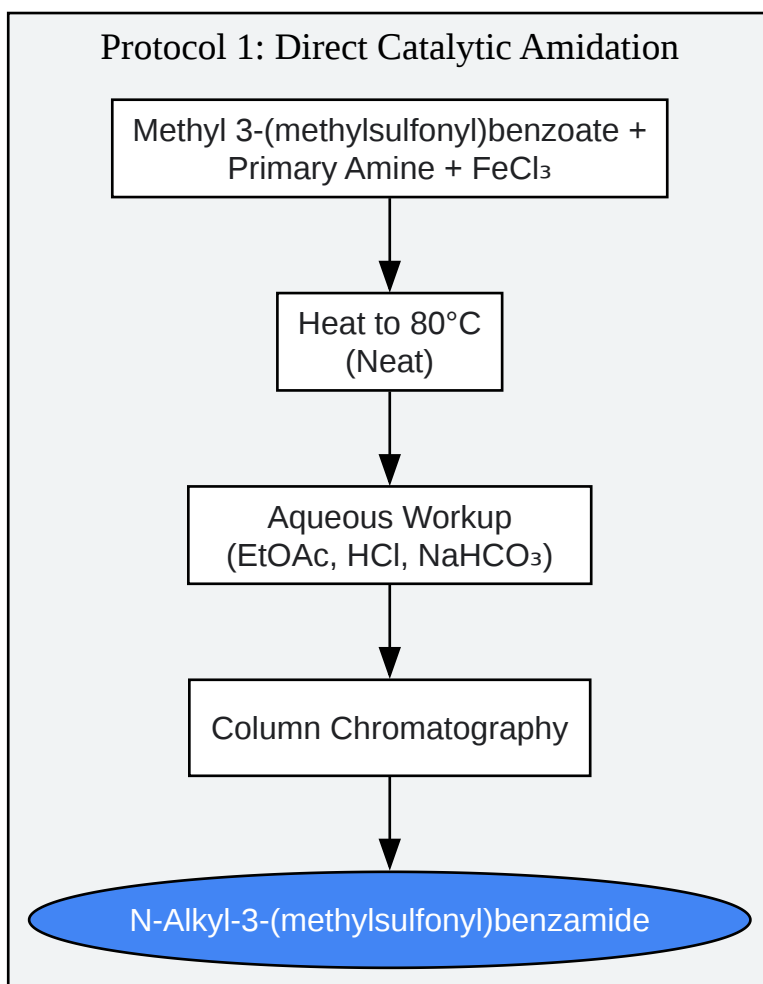 Protocol 1: Direct Catalytic Amidation
Methyl 3-(methylsulfonyl)benzoate +
Primary Amine + FeCl₃
Heat to 80°C
(Neat)
Aqueous Workup
(EtOAc, HCl, NaHCO₃)
Column Chromatography
N-Alkyl-3-(methylsulfonyl)benzamide